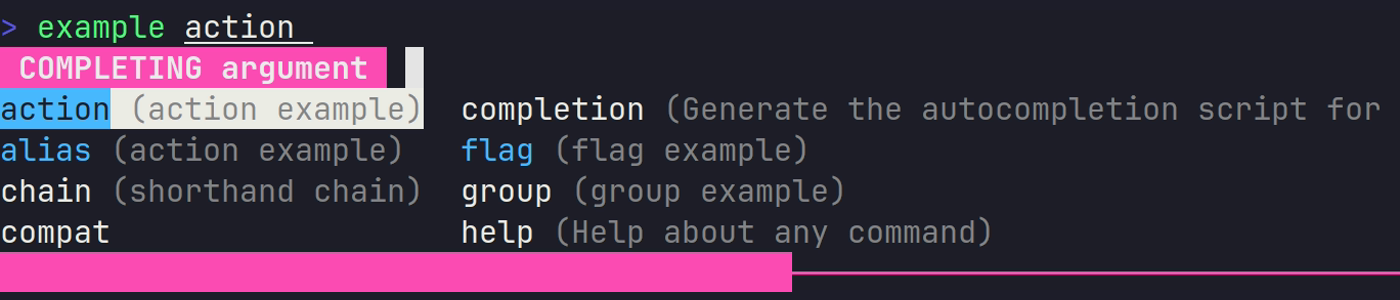 > example action
COMPLETING argument
action (action example) completion (Generate the autocompletion script for
alias (action example) flag (flag example)
chain (shorthand chain) group (group example)
compat help (Help about any command)